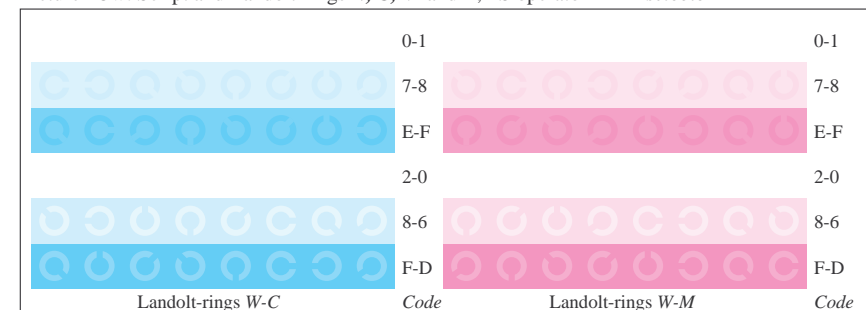 0-1 0-1
7-8 7-8
E-F E-F
2-0 2-0
8-6 8-6
F-D F-D
Landolt-rings W-C Code Landolt-rings W-M Code